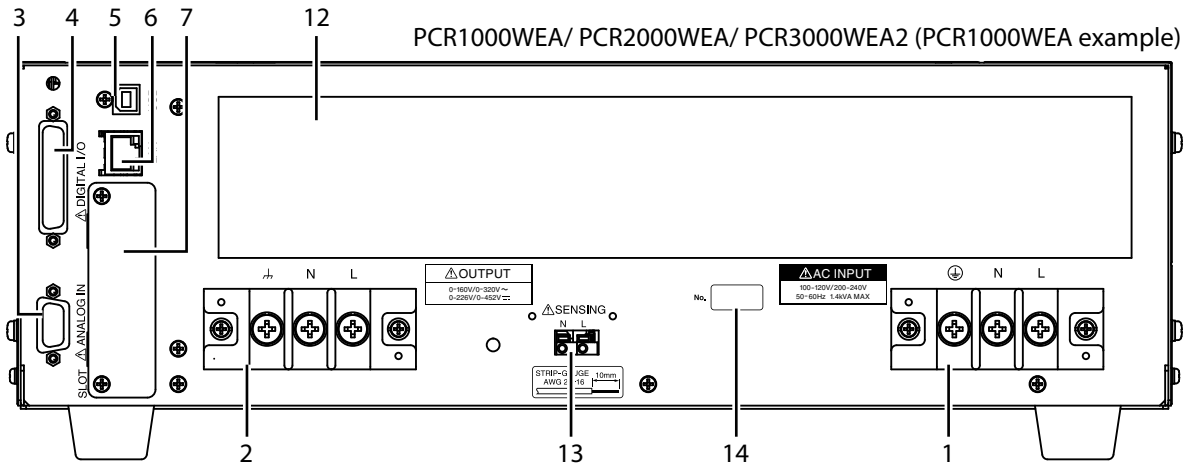 3 4 5 6 7 12
PCR1000WEA/ PCR2000WEA/ PCR3000WEA2 (PCR1000WEA example)
⚠DIGITAL I/O
SLOT ⚠ANALOG IN
N L
⚠OUTPUT
0-160V/0-320V~
0-226V/0-452V⎓
⚠SENSING
N L
STRIP-GAUGE 10mm
AWG
16
No.
⚠AC INPUT
100-120V/200-240V
50-60Hz 1.4kVA MAX
N L
2 13 14 1